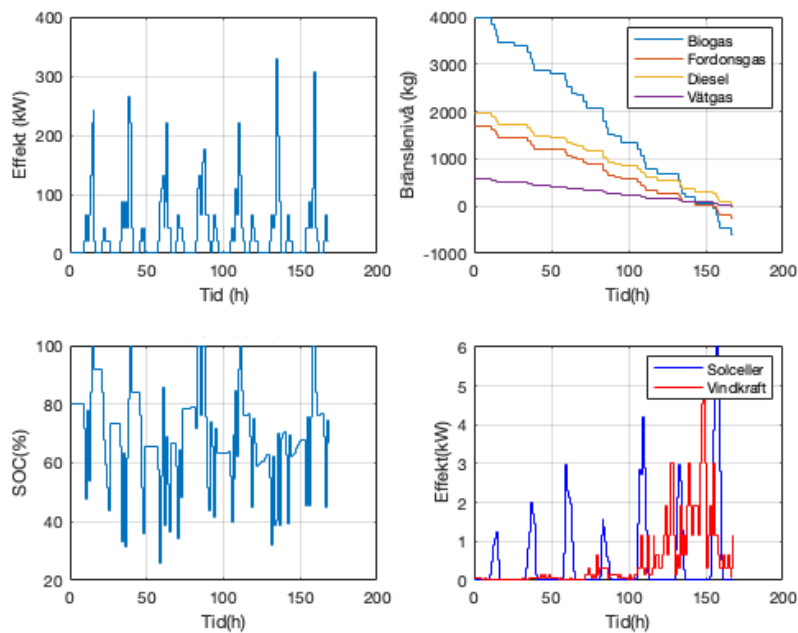 400
300
200
100
0
Effekt (kW)
0 50 100 150 200
Tid (h)
4000
3000
2000
1000
0
-1000
Bränslenivå (kg)
Biogas
Fordonsgas
Diesel
Vätgas
0 50 100 150 200
Tid(h)
100
80
60
40
20
SOC(%)
0 50 100 150 200
Tid(h)
6
5
4
3
2
1
0
Effekt(kW)
Solceller
Vindkraft
0 50 100 150 200
Tid(h)